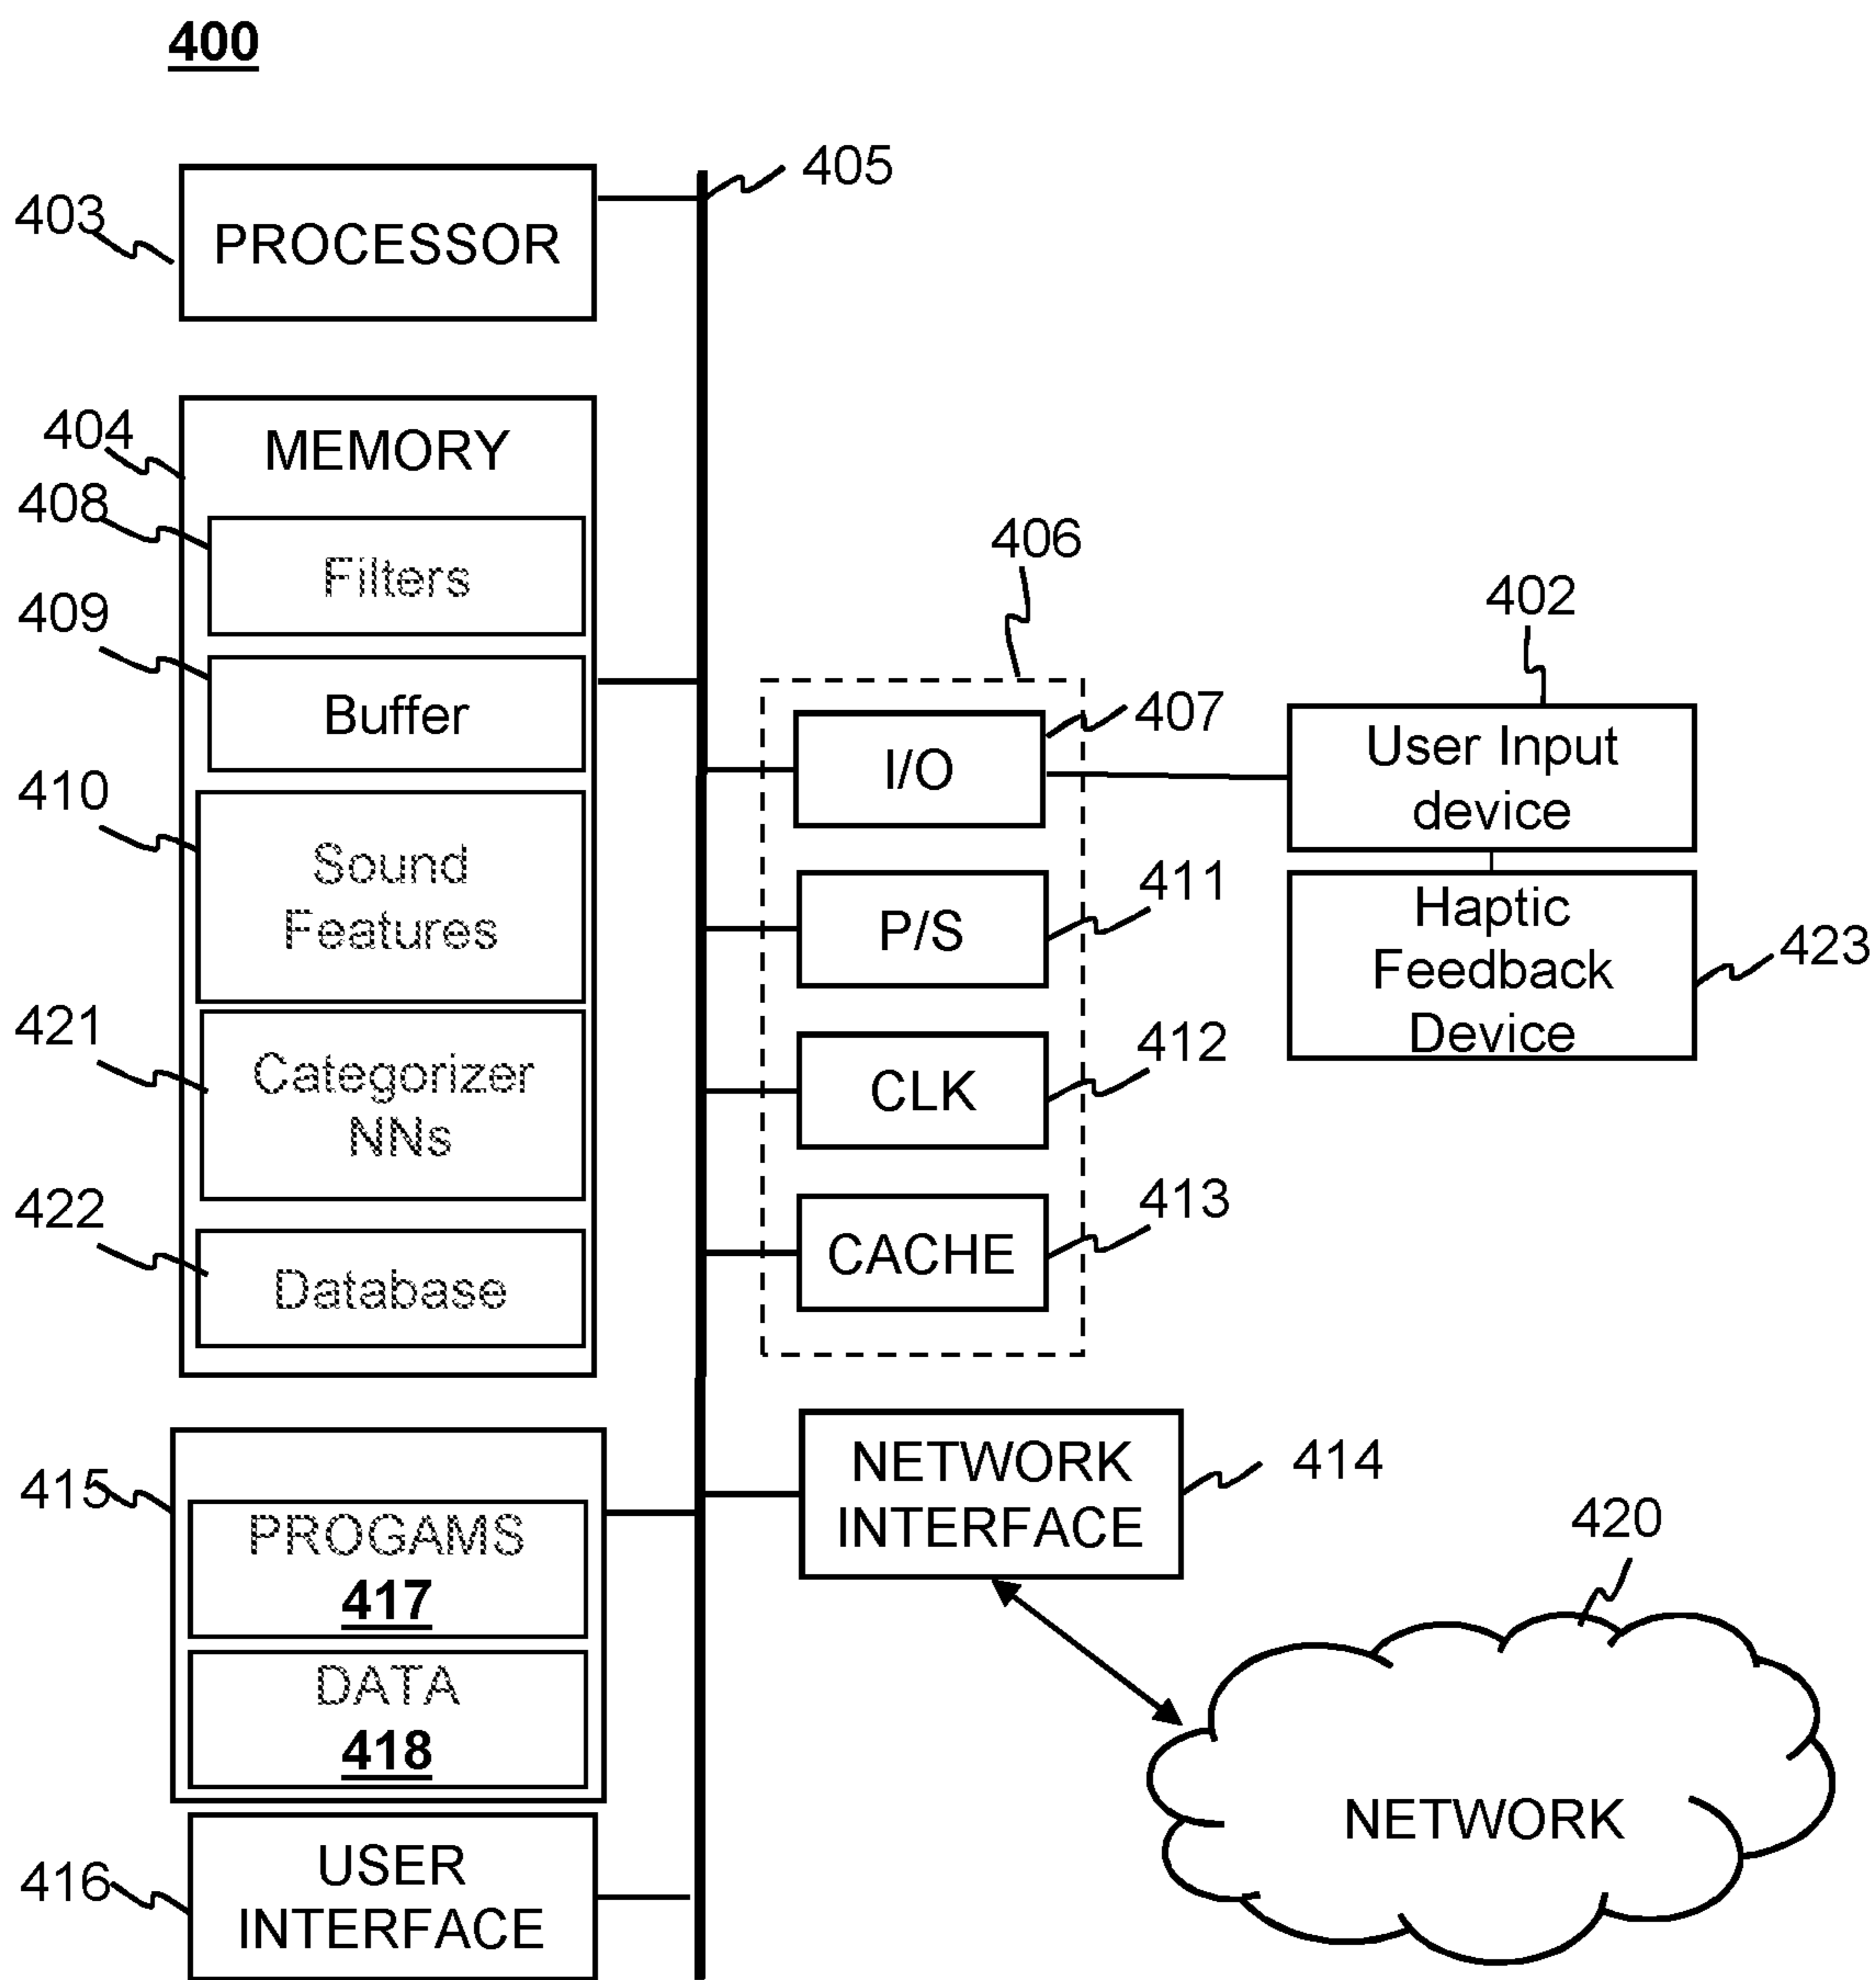 400
405
403
PROCESSOR
404
MEMORY
408
Filters
409
Buffer
410
Sound
Features
421
Categorizer
NNs
422
Database
406
407
I/O
402
User Input
device
411
P/S
Haptic
Feedback
Device
423
412
CLK
413
CACHE
415
PROGAMS
417
DATA
418
416
USER
INTERFACE
NETWORK
INTERFACE
414
420
NETWORK